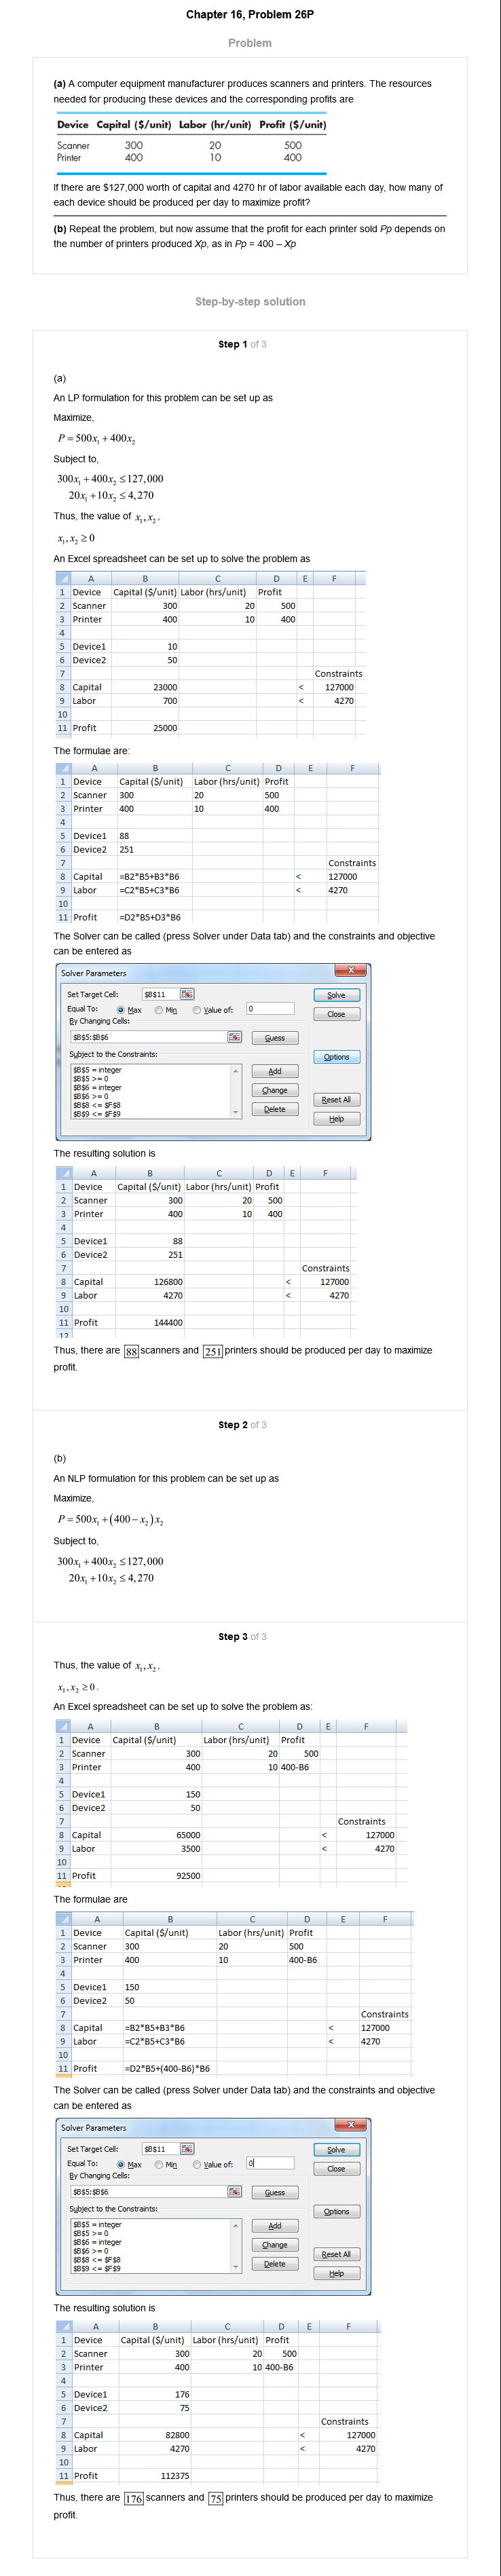 Chapter 16, Problem 26P
Problem
(a) A computer equipment manufacturer produces scanners and printers. The resources
needed for producing these devices and the corresponding profits are
Device Capital ($/unit) Labor (hr/unit) Profit ($/unit)
Scanner 300 20 500
Printer 400 10 400
If there are $127,000 worth of capital and 4270 hr of labor available each day, how many of
each device should be produced per day to maximize profit?
(b) Repeat the problem, but now assume that the profit for each printer sold Pp depends on
the number of printers produced Xp, as in Pp = 400 – Xp
Step-by-step solution
Step 1 of 3
(a)
An LP formulation for this problem can be set up as
Maximize,
P = 500x₁ + 400x₂
Subject to,
300x₁ + 400x₂ ≤ 127,000
20x₁ + 10x₂ ≤ 4,270
Thus, the value of x₁, x₂,
x₁, x₂ ≥ 0
An Excel spreadsheet can be set up to solve the problem as
A B C D E F
1 Device Capital ($/unit) Labor (hrs/unit) Profit
2 Scanner 300 20 500
3 Printer 400 10 400
4
5 Device1 10
6 Device2 50
7 Constraints
8 Capital 23000 < 127000
9 Labor 700 < 4270
10
11 Profit 25000
The formulae are:
A B C D E F
1 Device Capital ($/unit) Labor (hrs/unit) Profit
2 Scanner 300 20 500
3 Printer 400 10 400
4
5 Device1 88
6 Device2 251
7 Constraints
8 Capital =B2*B5+B3*B6 < 127000
9 Labor =C2*B5+C3*B6 < 4270
10
11 Profit =D2*B5+D3*B6
The Solver can be called (press Solver under Data tab) and the constraints and objective
can be entered as
Solver Parameters
Set Target Cell: $B$11 Solve
Equal To: Max Min Value of: 0 Close
By Changing Cells:
$B$5:$B$6 Guess
Subject to the Constraints: Options
$B$5 = integer Add
$B$5 >= 0
$B$6 = integer Change
$B$6 >= 0 Reset All
$B$8 <= $F$8 Delete
$B$9 <= $F$9 Help
The resulting solution is
A B C D E F
1 Device Capital ($/unit) Labor (hrs/unit) Profit
2 Scanner 300 20 500
3 Printer 400 10 400
4
5 Device1 88
6 Device2 251
7 Constraints
8 Capital 126800 < 127000
9 Labor 4270 < 4270
10
11 Profit 144400
12
Thus, there are 88 scanners and 251 printers should be produced per day to maximize
profit.
Step 2 of 3
(b)
An NLP formulation for this problem can be set up as
Maximize,
P = 500x₁ + (400 – x₂)x₂
Subject to,
300x₁ + 400x₂ ≤ 127,000
20x₁ + 10x₂ ≤ 4,270
Step 3 of 3
Thus, the value of x₁, x₂,
x₁, x₂ ≥ 0.
An Excel spreadsheet can be set up to solve the problem as:
A B C D E F
1 Device Capital ($/unit) Labor (hrs/unit) Profit
2 Scanner 300 20 500
3 Printer 400 10 400-B6
4
5 Device1 150
6 Device2 50
7 Constraints
8 Capital 65000 < 127000
9 Labor 3500 < 4270
10
11 Profit 92500
The formulae are
A B C D E F
1 Device Capital ($/unit) Labor (hrs/unit) Profit
2 Scanner 300 20 500
3 Printer 400 10 400-B6
4
5 Device1 150
6 Device2 50
7 Constraints
8 Capital =B2*B5+B3*B6 < 127000
9 Labor =C2*B5+C3*B6 < 4270
10
11 Profit =D2*B5+(400-B6)*B6
The Solver can be called (press Solver under Data tab) and the constraints and objective
can be entered as
Solver Parameters
Set Target Cell: $B$11 Solve
Equal To: Max Min Value of: 0 Close
By Changing Cells:
$B$5:$B$6 Guess
Subject to the Constraints: Options
$B$5 = integer Add
$B$5 >= 0
$B$6 = integer Change
$B$6 >= 0 Reset All
$B$8 <= $F$8 Delete
$B$9 <= $F$9 Help
The resulting solution is
A B C D E F
1 Device Capital ($/unit) Labor (hrs/unit) Profit
2 Scanner 300 20 500
3 Printer 400 10 400-B6
4
5 Device1 176
6 Device2 75
7 Constraints
8 Capital 82800 < 127000
9 Labor 4270 < 4270
10
11 Profit 112375
Thus, there are 176 scanners and 75 printers should be produced per day to maximize
profit.